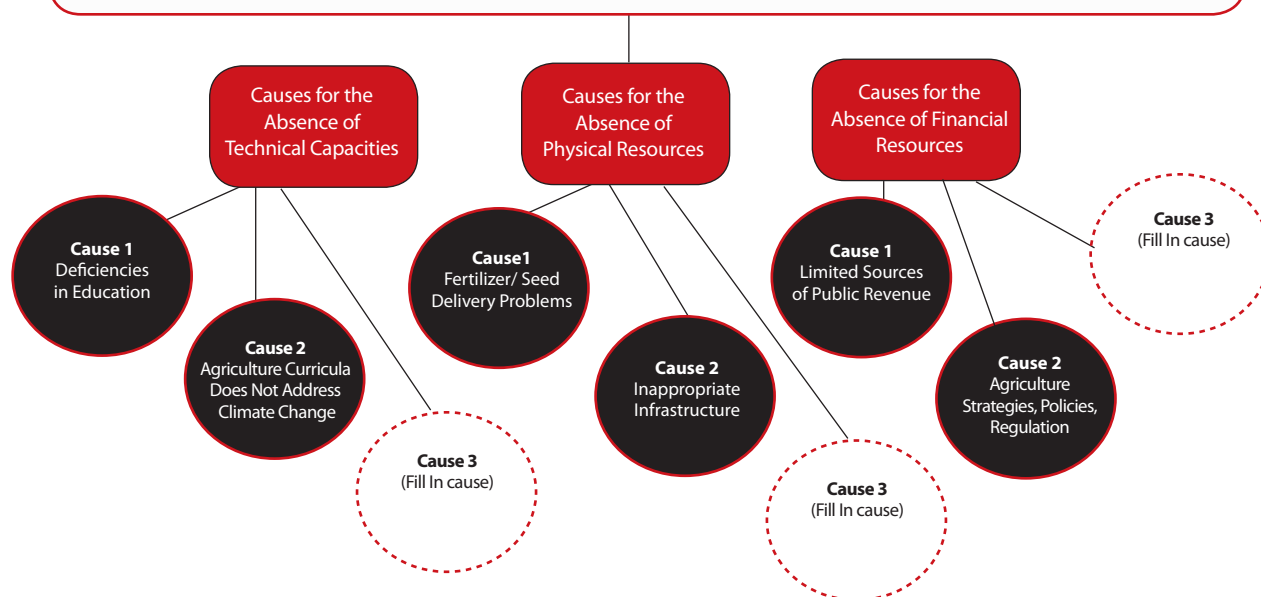 Causes for the
Absence of
Technical Capacities
Causes for the
Absence of
Physical Resources
Causes for the
Absence of Financial
Resources
Cause 1
Deficiencies
in Education
Cause 2
Agriculture Curricula
Does Not Address
Climate Change
Cause 3
(Fill In cause)
Cause1
Fertilizer/ Seed
Delivery Problems
Cause 2
Inappropriate
Infrastructure
Cause 3
(Fill In cause)
Cause 1
Limited Sources
of Public Revenue
Cause 2
Agriculture
Strategies, Policies,
Regulation
Cause 3
(Fill In cause)